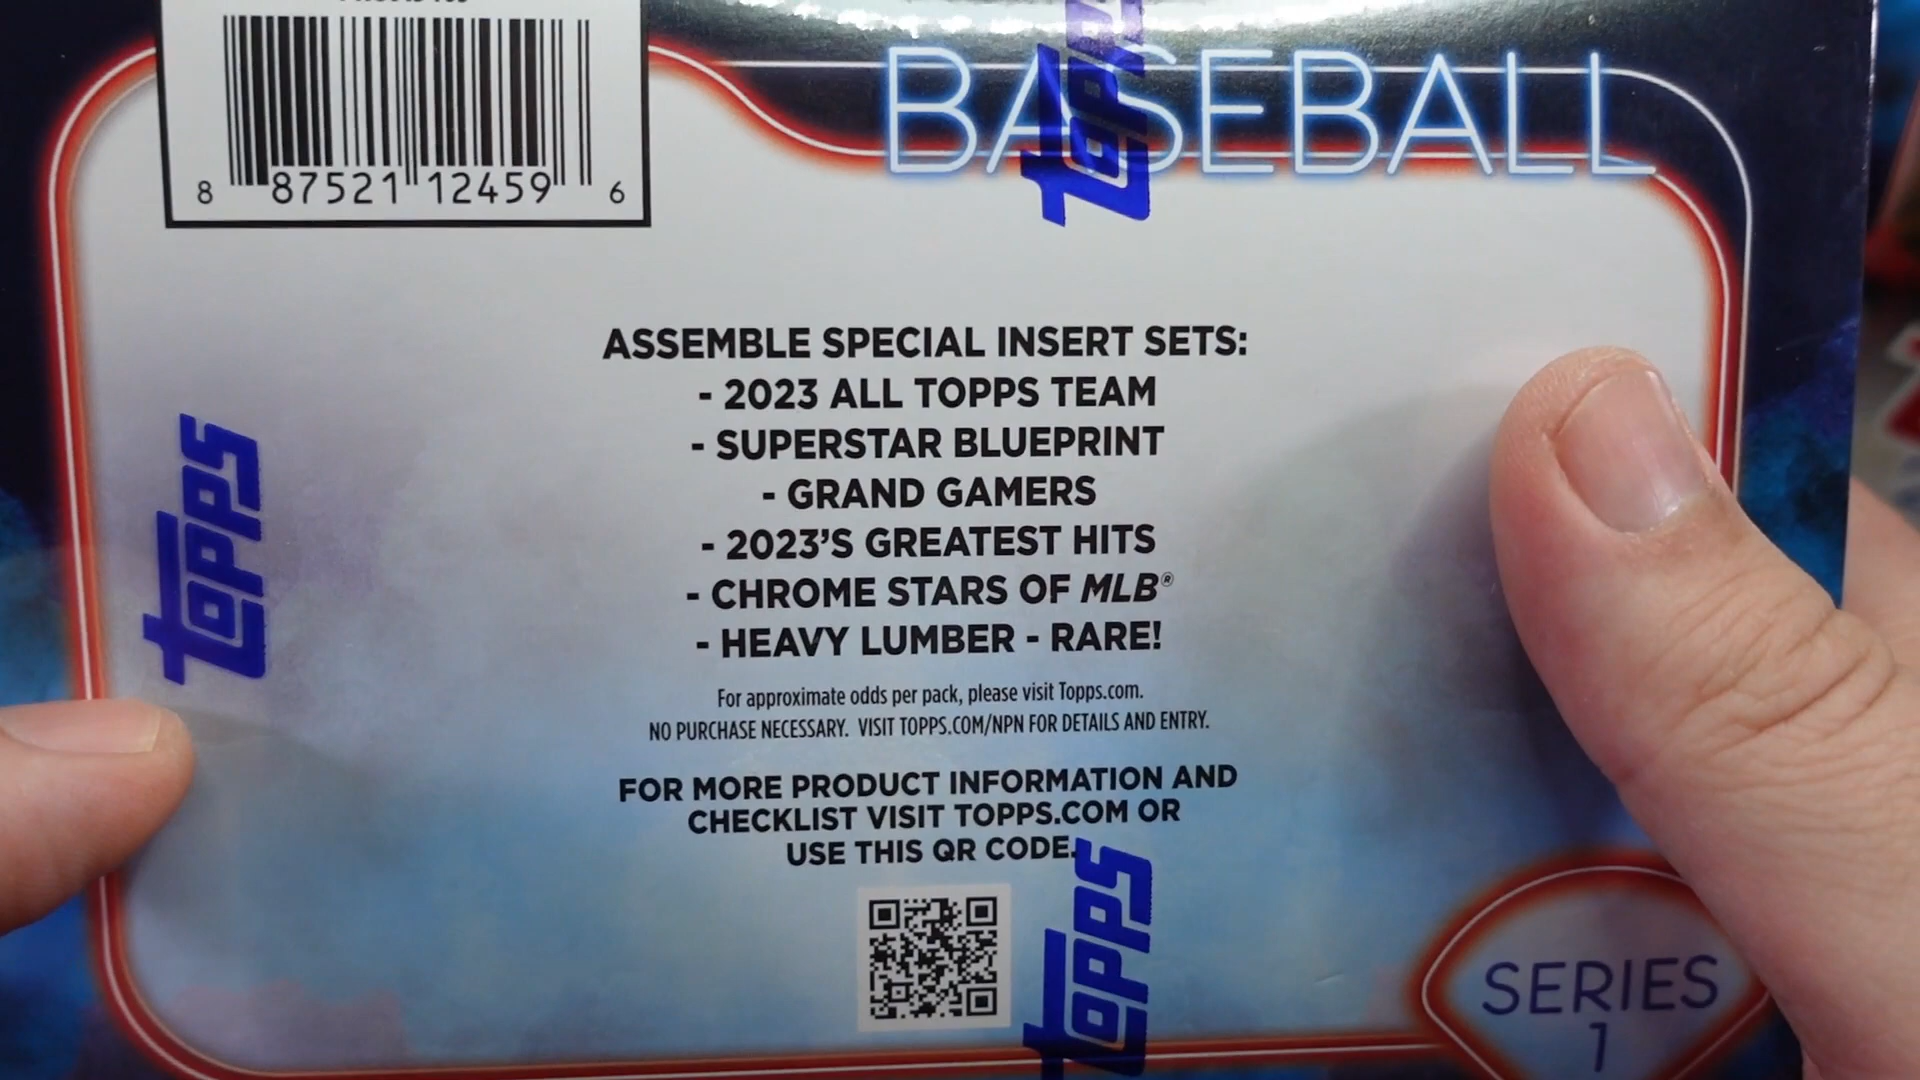 8 87521 12459 6
BASEBALL
topps
ASSEMBLE SPECIAL INSERT SETS:
- 2023 ALL TOPPS TEAM
- SUPERSTAR BLUEPRINT
- GRAND GAMERS
- 2023'S GREATEST HITS
- CHROME STARS OF MLB®
- HEAVY LUMBER - RARE!
topps
For approximate odds per pack, please visit Topps.com.
NO PURCHASE NECESSARY. VISIT TOPPS.COM/NPN FOR DETAILS AND ENTRY.
FOR MORE PRODUCT INFORMATION AND
CHECKLIST VISIT TOPPS.COM OR
USE THIS QR CODE.
topps
SERIES
1